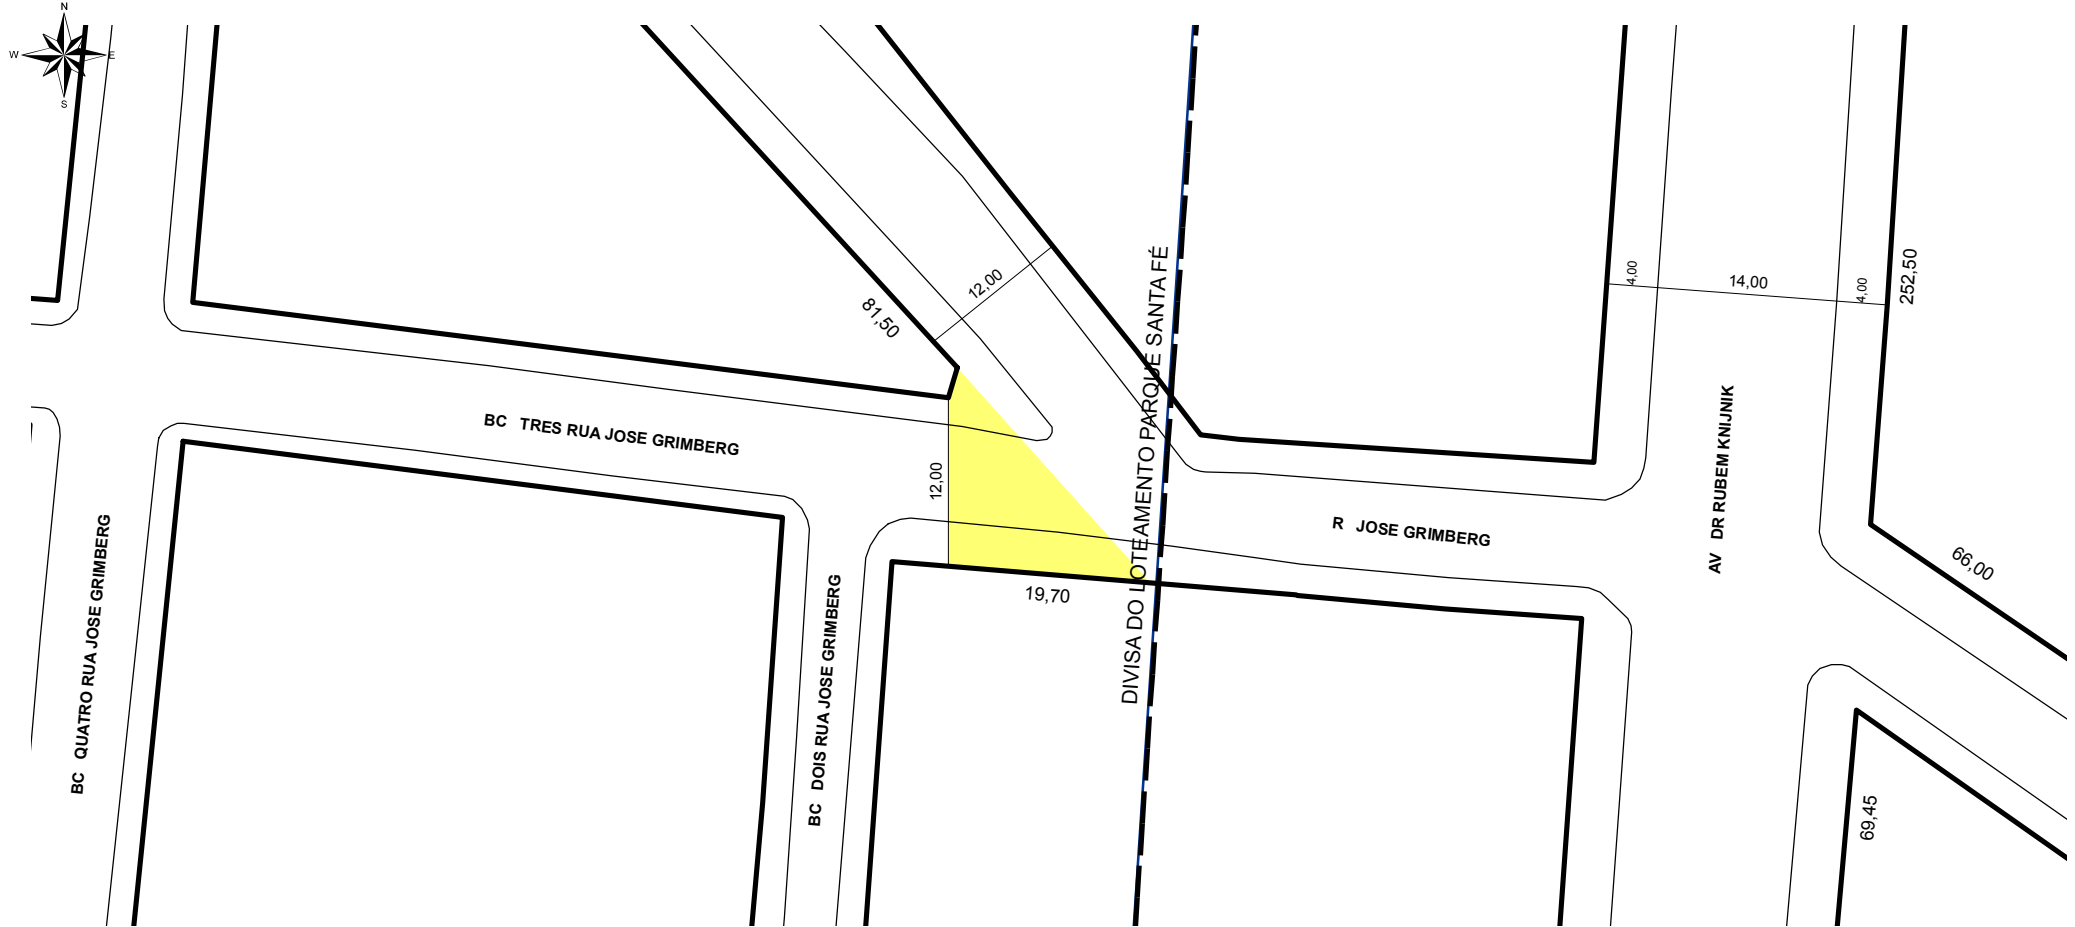 N
W
E
S
81,50
12,00
DIVISA DO LOTEAMENTO PARQUE SANTA FÉ
4,00
14,00
4,00
252,50
BC TRES RUA JOSE GRIMBERG
12,00
R JOSE GRIMBERG
AV DR RUBEM KNIJNIK
BC QUATRO RUA JOSE GRIMBERG
BC DOIS RUA JOSE GRIMBERG
19,70
66,00
69,45